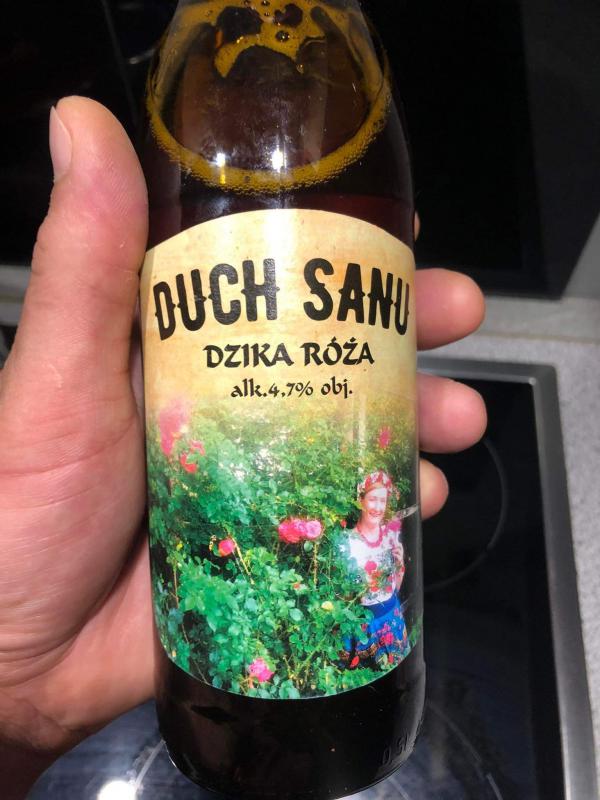 DUCH SANU
DZIKA RÓŻA
alk.4,7% obj.